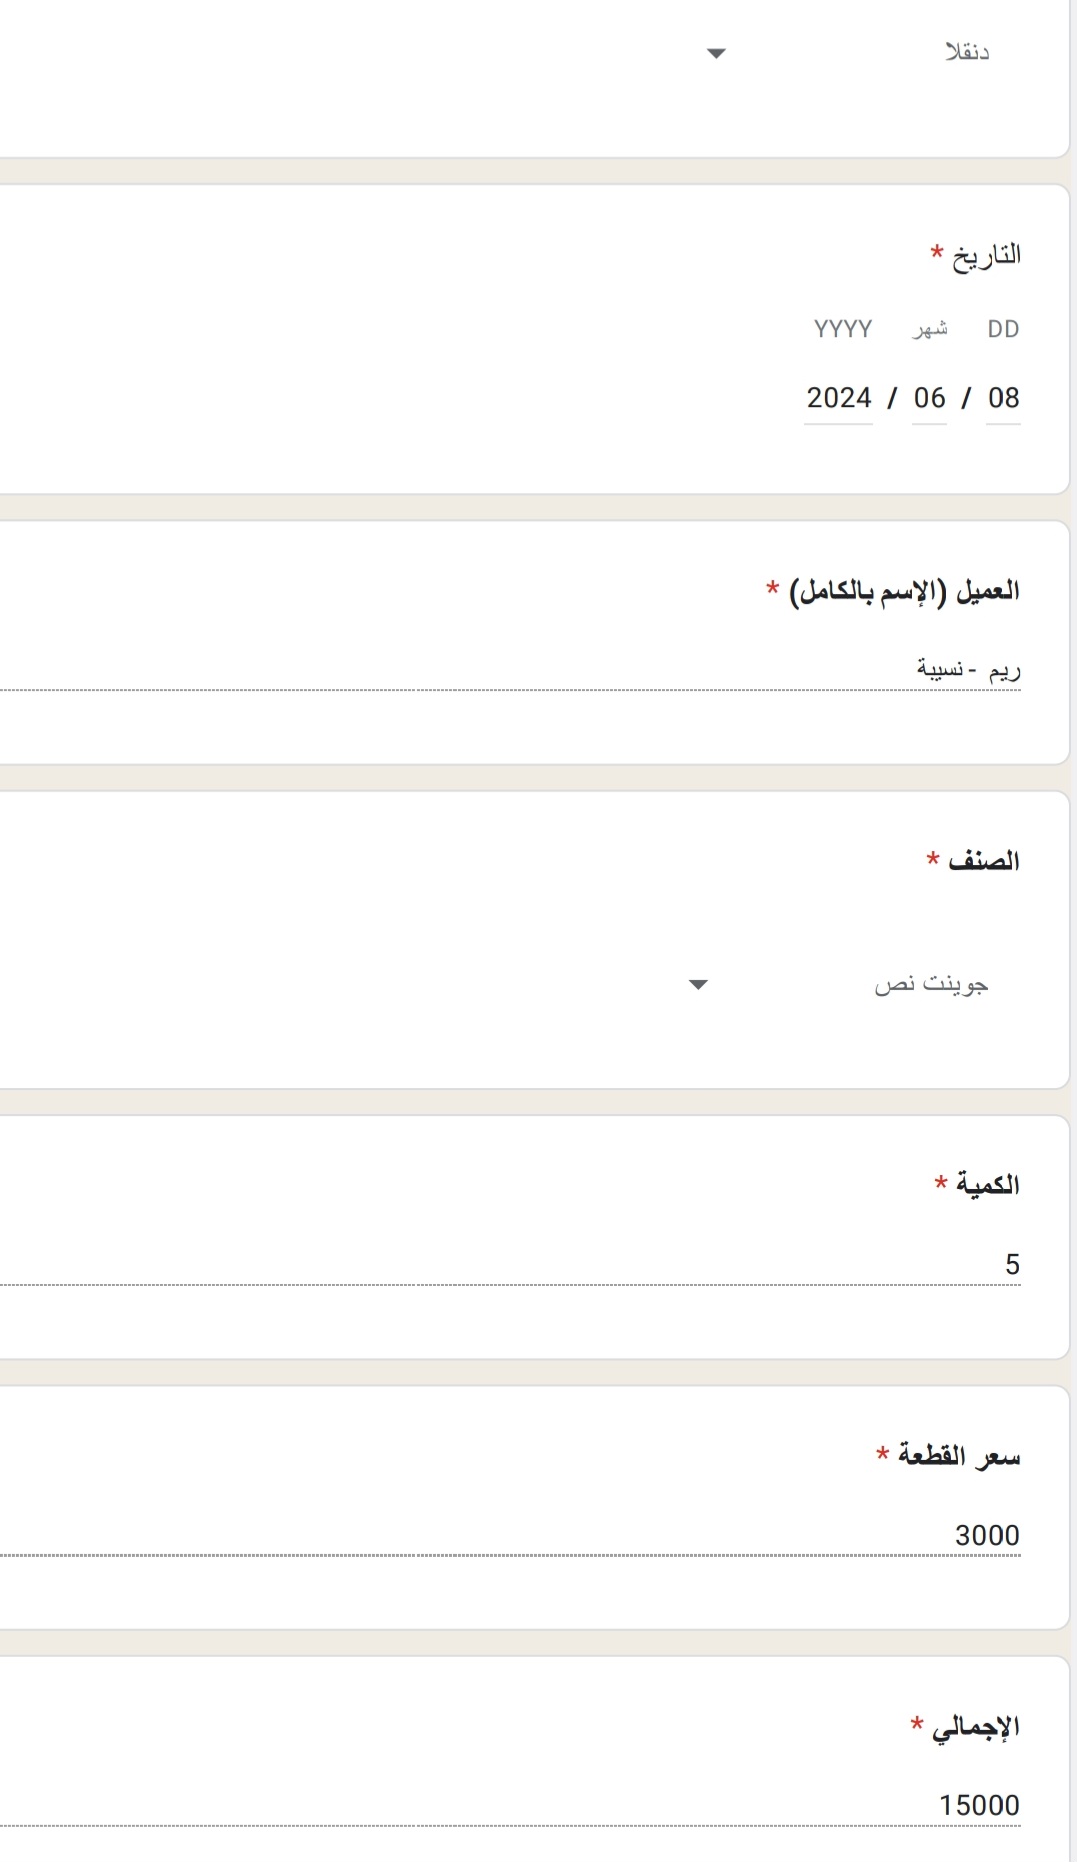 دنقلا
التاريخ *
DD شهر YYYY
08 / 06 / 2024
العميل (الإسم بالكامل) *
ريم - نسيبة
الصنف *
جوينت نص
الكمية *
5
سعر القطعة *
3000
الإجمالي *
15000